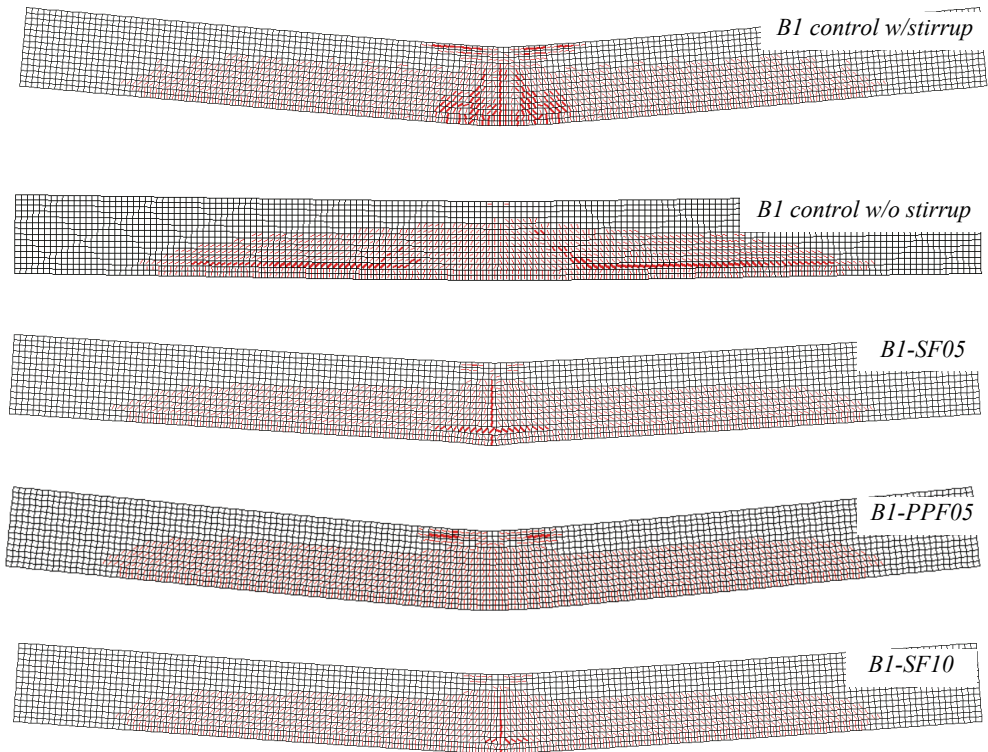 B1 control w/stirrup
B1 control w/o stirrup
B1-SF05
B1-PPF05
B1-SF10